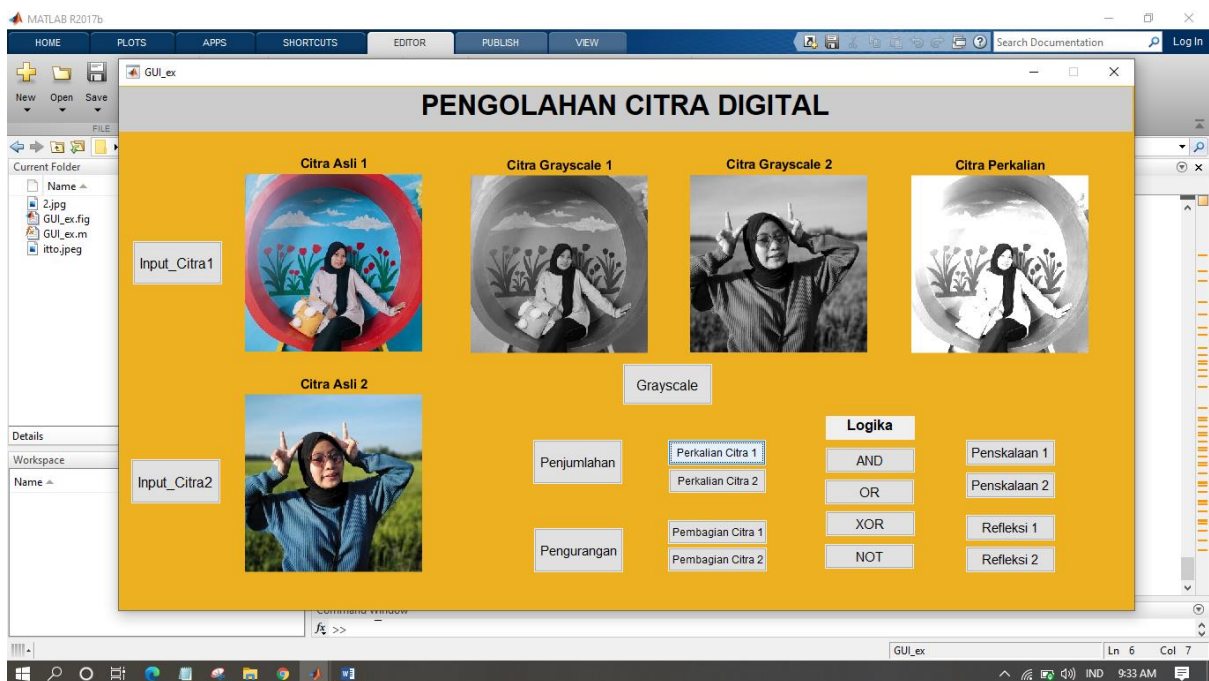 MATLAB R2017b
HOME PLOTS APPS SHORTCUTS EDITOR PUBLISH VIEW Search Documentation Log In
New Open Save
FILE
GUI_ex
PENGOLAHAN CITRA DIGITAL
Current Folder
Name
2.jpg
GUI_ex.fig
GUI_ex.m
itto.jpeg
Details
Workspace
Name
Citra Asli 1 Citra Grayscale 1 Citra Grayscale 2 Citra Perkalian
Input_Citra1
Grayscale
Citra Asli 2
Input_Citra2
Logika
Penjumlahan Perkalian Citra 1 AND Penskalaan 1
Perkalian Citra 2 OR Penskalaan 2
Pengurangan Pembagian Citra 1 XOR Refleksi 1
Pembagian Citra 2 NOT Refleksi 2
Command Window
fx >>
GUI_ex Ln 6 Col 7
IND 9:33 AM